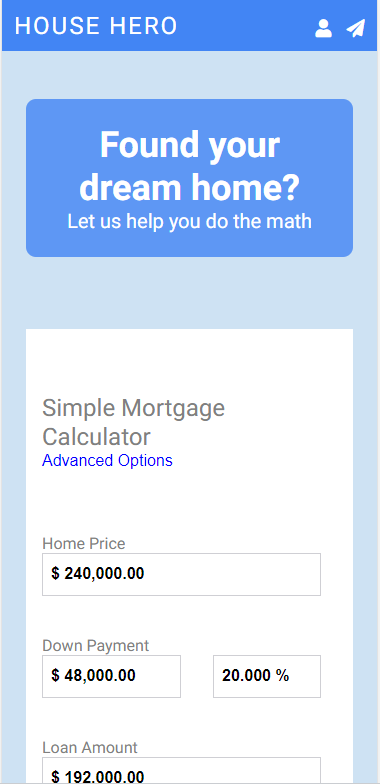 HOUSE HERO
Found your
dream home?
Let us help you do the math
Simple Mortgage
Calculator
Advanced Options
Home Price
$ 240,000.00
Down Payment
$ 48,000.00 20.000 %
Loan Amount
$ 192,000.00